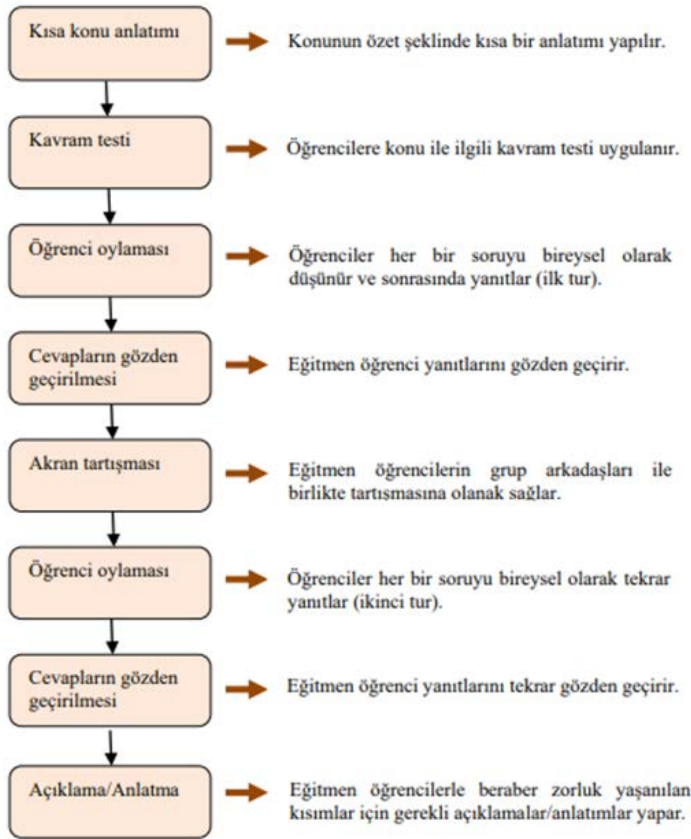 Kısa konu anlatımı
Konunun özet şeklinde kısa bir anlatımı yapılır.
Kavram testi
Öğrencilere konu ile ilgili kavram testi uygulanır.
Öğrenci oylaması
Öğrenciler her bir soruyu bireysel olarak
düşünür ve sonrasında yanıtlar (ilk tur).
Cevapların gözden
geçirilmesi
Eğitmen öğrenci yanıtlarını gözden geçirir.
Akran tartışması
Eğitmen öğrencilerin grup arkadaşları ile
birlikte tartışmasına olanak sağlar.
Öğrenci oylaması
Öğrenciler her bir soruyu bireysel olarak tekrar
yanıtlar (ikinci tur).
Cevapların gözden
geçirilmesi
Eğitmen öğrenci yanıtlarını tekrar gözden geçirir.
Açıklama/Anlatma
Eğitmen öğrencilerle beraber zorluk yaşanılan
kısımlar için gerekli açıklamalar/anlatımlar yapar.